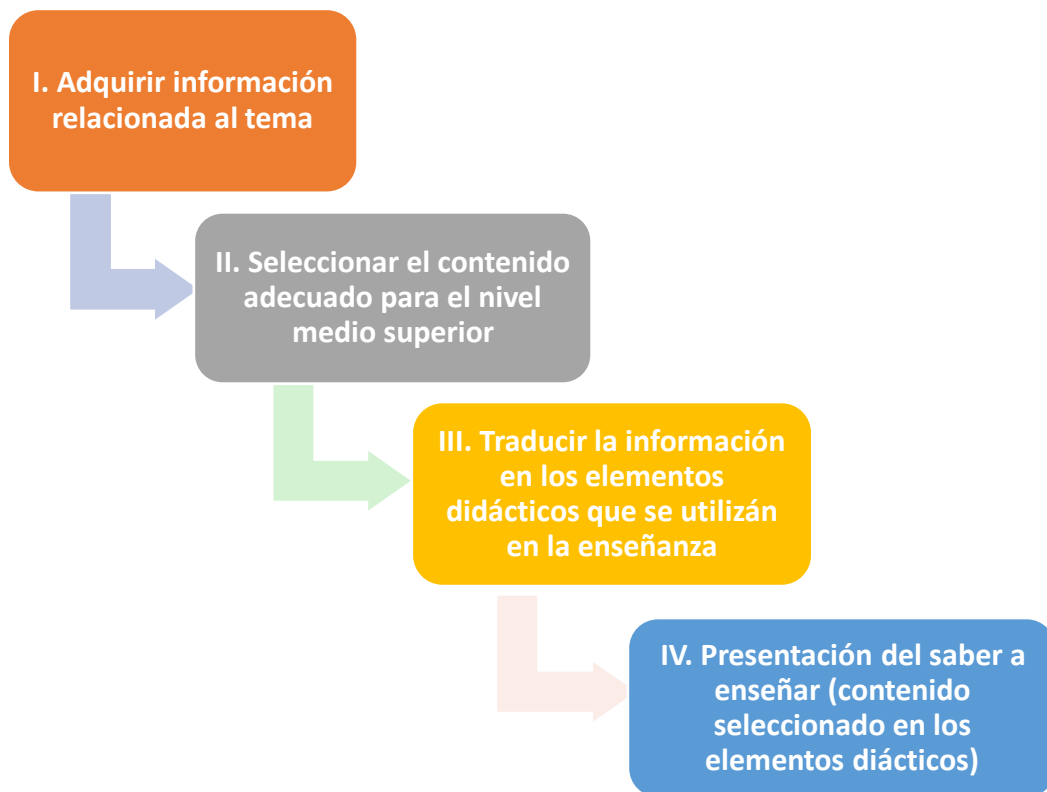 I. Adquirir información
relacionada al tema
II. Seleccionar el contenido
adecuado para el nivel
medio superior
III. Traducir la información
en los elementos
didácticos que se utilizán
en la enseñanza
IV. Presentación del saber a
enseñar (contenido
seleccionado en los
elementos diácticos)